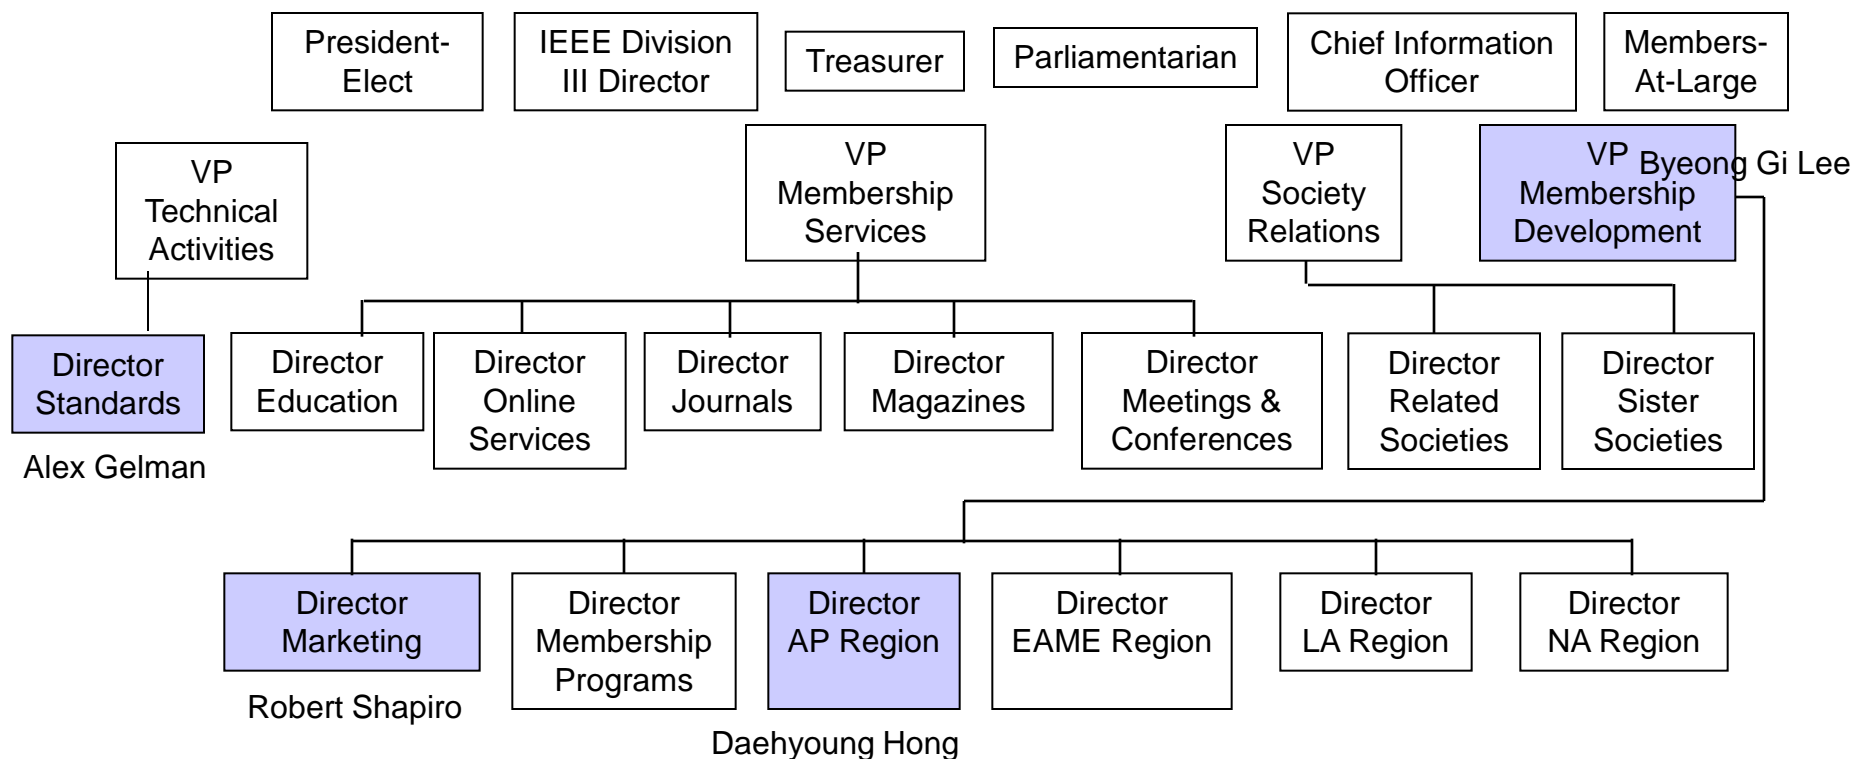 President-
Elect
IEEE Division
III Director
Treasurer
Parliamentarian
Chief Information
Officer
Members-
At-Large
VP
Technical
Activities
VP
Membership
Services
VP
Society
Relations
VP
Membership
Development
Byeong Gi Lee
Director
Standards
Alex Gelman
Director
Education
Director
Online
Services
Director
Journals
Director
Magazines
Director
Meetings &
Conferences
Director
Related
Societies
Director
Sister
Societies
Director
Marketing
Robert Shapiro
Director
Membership
Programs
Director
AP Region
Daehyoung Hong
Director
EAME Region
Director
LA Region
Director
NA Region